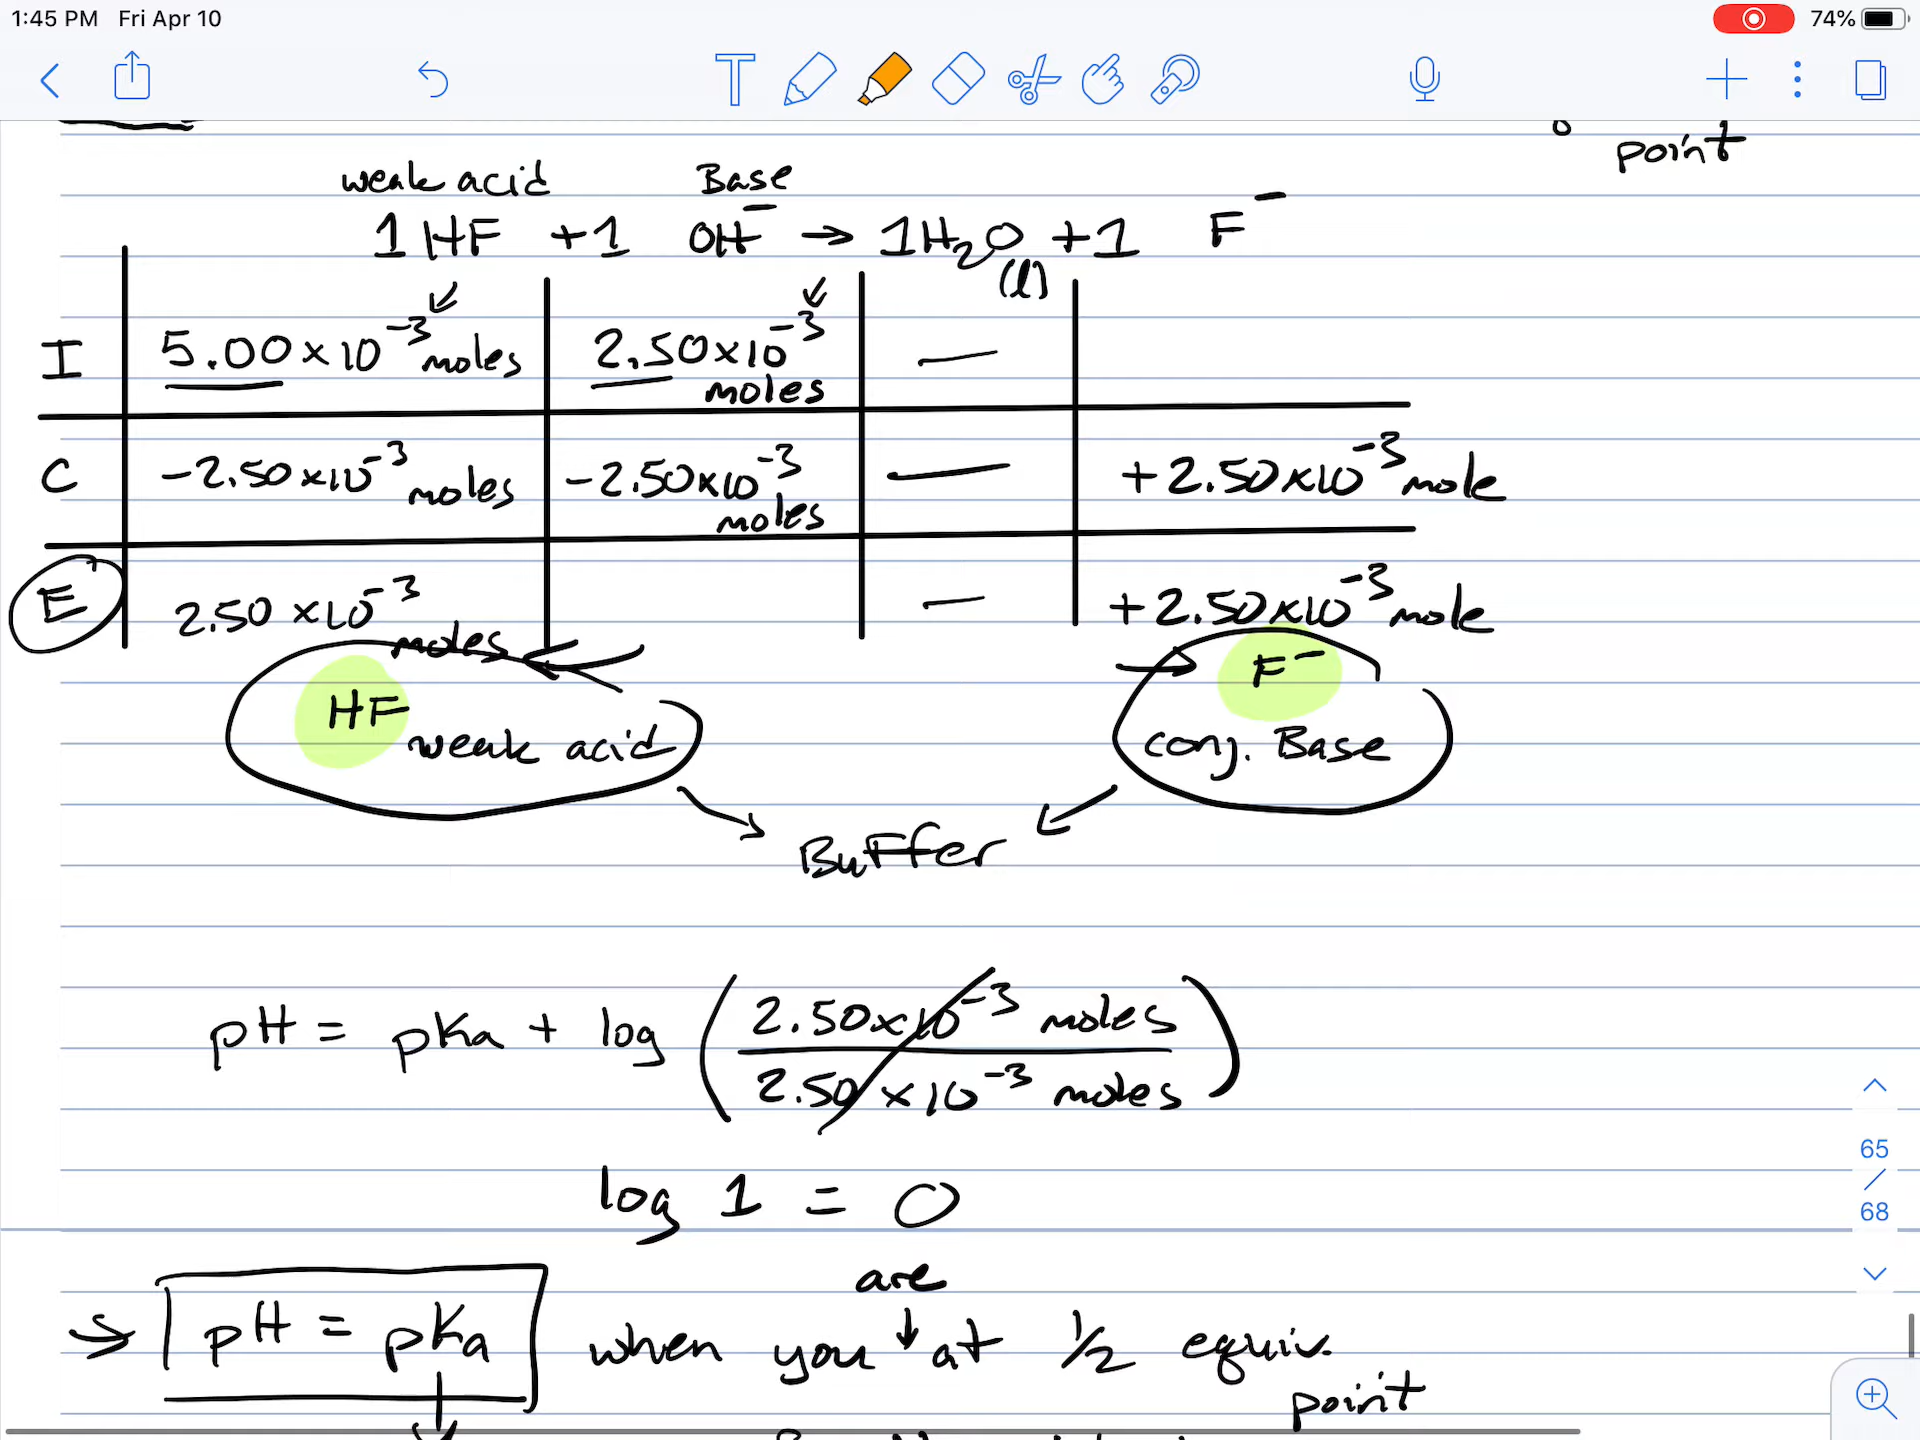 1:45 PM Fri Apr 10
74%
point
weak acid Base
1 HF + 1 OH⁻ → 1H₂O + 1 F⁻
(l)
I 5.00 x 10⁻³ moles 2.50 x 10⁻³ moles —
C -2.50 x 10⁻³ moles -2.50 x 10⁻³ moles — +2.50 x 10⁻³ mole
E 2.50 x 10⁻³ moles — +2.50 x 10⁻³ mole
HF F⁻
weak acid conj. Base
Buffer
pH = pKa + log ( 2.50 x 10⁻³ moles
2.50 x 10⁻³ moles )
65
/
68
log 1 = 0
are
→ pH = pKa when you ↓ at 1/2 equiv.
point